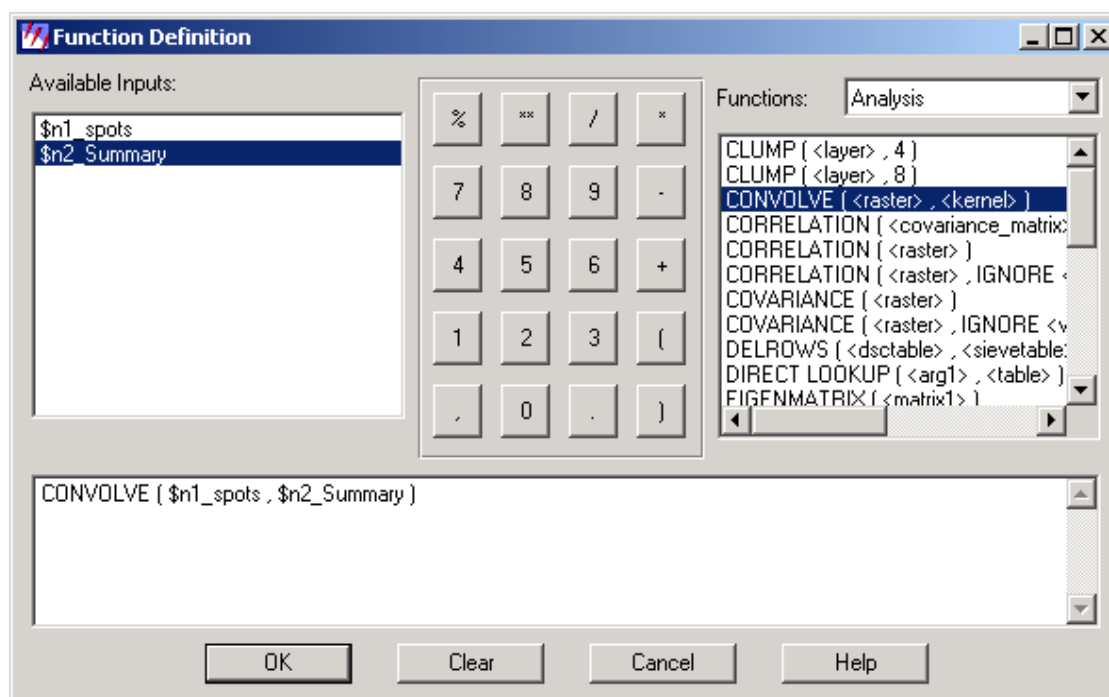 Function Definition
Available Inputs:
$n1_spots
$n2_Summary
% ** / *
7 8 9 -
4 5 6 +
1 2 3 (
, 0 . )
Functions: Analysis
CLUMP ( <layer> , 4 )
CLUMP ( <layer> , 8 )
CONVOLVE ( <raster> , <kernel> )
CORRELATION ( <covariance_matrix>
CORRELATION ( <raster> )
CORRELATION ( <raster> , IGNORE <
COVARIANCE ( <raster> )
COVARIANCE ( <raster> , IGNORE <v
DELROWS ( <dsctable> , <sievetable>
DIRECT LOOKUP ( <arg1> , <table> )
EIGENMATRIX ( <matrix1> )
CONVOLVE ( $n1_spots , $n2_Summary )
OK Clear Cancel Help